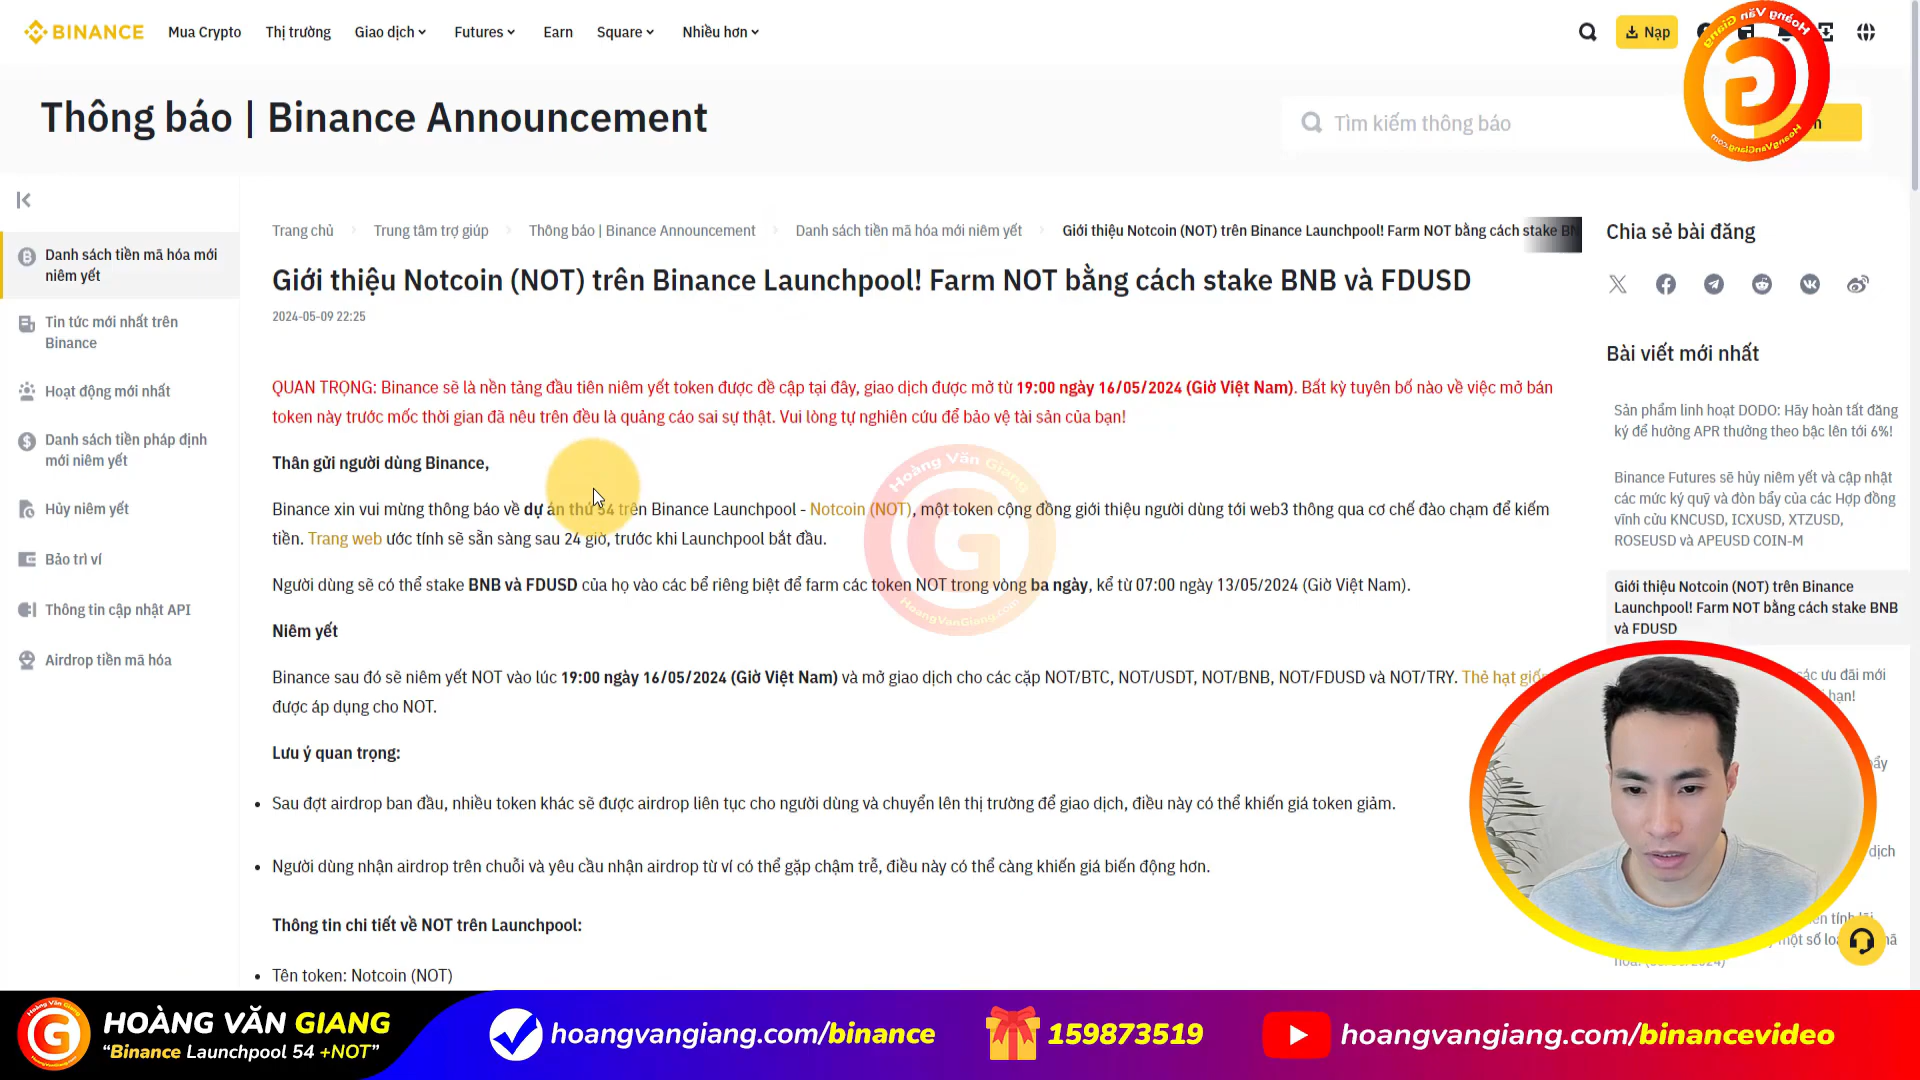 BINANCE
Mua Crypto
Thị trường
Giao dịch
Futures
Earn
Square
Nhiều hơn
Nạp
Hoàng Văn Giang
HoangVanGiang.com
Thông báo | Binance Announcement
Tìm kiếm thông báo
Danh sách tiền mã hóa mới
niêm yết
Tin tức mới nhất trên
Binance
Hoạt động mới nhất
Danh sách tiền pháp định
mới niêm yết
Hủy niêm yết
Bảo trì ví
Thông tin cập nhật API
Airdrop tiền mã hóa
Trang chủ
Trung tâm trợ giúp
Thông báo | Binance Announcement
Danh sách tiền mã hóa mới niêm yết
Giới thiệu Notcoin (NOT) trên Binance Launchpool! Farm NOT bằng cách stake BN
Giới thiệu Notcoin (NOT) trên Binance Launchpool! Farm NOT bằng cách stake BNB và FDUSD
2024-05-09 22:25
QUAN TRỌNG: Binance sẽ là nền tảng đầu tiên niêm yết token được đề cập tại đây, giao dịch được mở từ 19:00 ngày 16/05/2024 (Giờ Việt Nam). Bất kỳ tuyên bố nào về việc mở bán
token này trước mốc thời gian đã nêu trên đều là quảng cáo sai sự thật. Vui lòng tự nghiên cứu để bảo vệ tài sản của bạn!
Thân gửi người dùng Binance,
Binance xin vui mừng thông báo về dự án thứ 54 trên Binance Launchpool - Notcoin (NOT), một token cộng đồng giới thiệu người dùng tới web3 thông qua cơ chế đào chạm để kiếm
tiền. Trang web ước tính sẽ sẵn sàng sau 24 giờ, trước khi Launchpool bắt đầu.
Người dùng sẽ có thể stake BNB và FDUSD của họ vào các bể riêng biệt để farm các token NOT trong vòng ba ngày, kể từ 07:00 ngày 13/05/2024 (Giờ Việt Nam).
Niêm yết
Binance sau đó sẽ niêm yết NOT vào lúc 19:00 ngày 16/05/2024 (Giờ Việt Nam) và mở giao dịch cho các cặp NOT/BTC, NOT/USDT, NOT/BNB, NOT/FDUSD và NOT/TRY. Thẻ hạt giống
được áp dụng cho NOT.
Lưu ý quan trọng:
Sau đợt airdrop ban đầu, nhiều token khác sẽ được airdrop liên tục cho người dùng và chuyển lên thị trường để giao dịch, điều này có thể khiến giá token giảm.
Người dùng nhận airdrop trên chuỗi và yêu cầu nhận airdrop từ ví có thể gặp chậm trễ, điều này có thể càng khiến giá biến động hơn.
Thông tin chi tiết về NOT trên Launchpool:
Tên token: Notcoin (NOT)
Hoàng Văn Giang
HoangVanGiang.com
Chia sẻ bài đăng
Bài viết mới nhất
Sản phẩm linh hoạt DODO: Hãy hoàn tất đăng
ký để hưởng APR thưởng theo bậc lên tới 6%!
Binance Futures sẽ hủy niêm yết và cập nhật
các mức ký quỹ và đòn bẩy của các Hợp đồng
vĩnh cửu KNCUSD, ICXUSD, XTZUSD,
ROSEUSD và APEUSD COIN-M
Giới thiệu Notcoin (NOT) trên Binance
Launchpool! Farm NOT bằng cách stake BNB
và FDUSD
các ưu đãi mới
hạn!
dịch
Hoàng Văn Giang
HOÀNG VĂN GIANG
“Binance Launchpool 54 +NOT”
hoangvangiang.com/binance
159873519
hoangvangiang.com/binancevideo